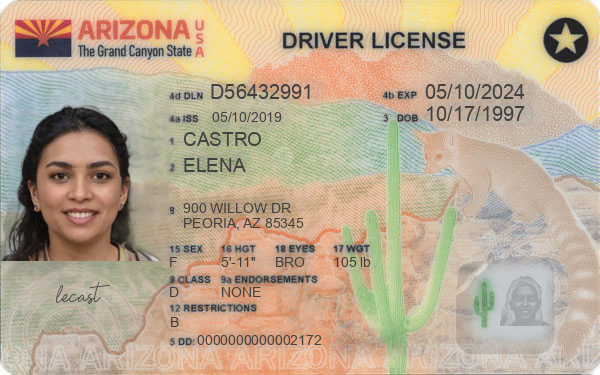 ARIZONA USA
The Grand Canyon State
DRIVER LICENSE
4d DLN D56432991 4b EXP 05/10/2024
4a ISS 05/10/2019 3 DOB 10/17/1997
1 CASTRO
2 ELENA
8 900 WILLOW DR
PEORIA, AZ 85345
15 SEX 16 HGT 18 EYES 17 WGT
F 5'-11" BRO 105 lb
9 CLASS 9a ENDORSEMENTS
D NONE
12 RESTRICTIONS
B
5 DD: 0000000000002172
lecast
ARIZONA ARIZONA ARIZONA ARIZONA